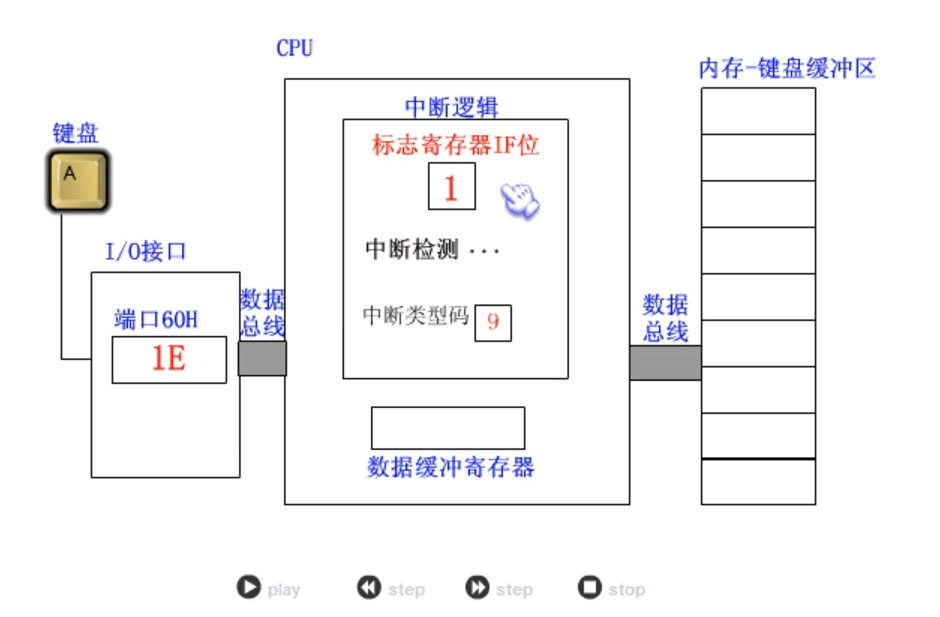 CPU
内存-键盘缓冲区
中断逻辑
键盘
标志寄存器IF位
A
1
I/O接口
中断检测 ···
数据
总线
数据
总线
端口60H
中断类型码 9
1E
数据缓冲寄存器
play
step
step
stop